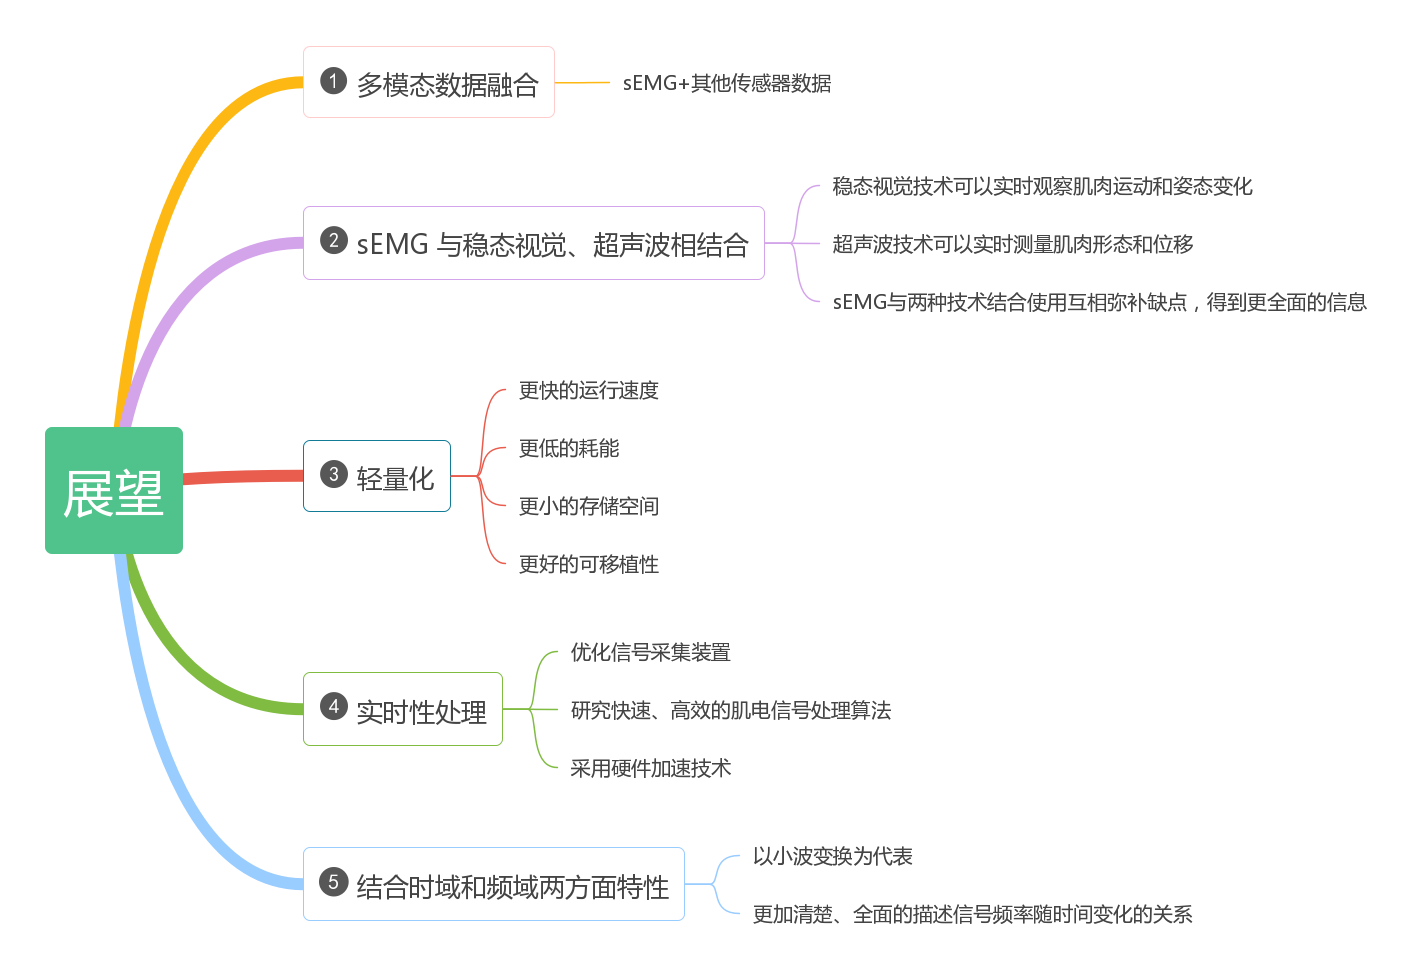 展望
1 多模态数据融合
sEMG+其他传感器数据
2 sEMG 与稳态视觉、超声波相结合
稳态视觉技术可以实时观察肌肉运动和姿态变化
超声波技术可以实时测量肌肉形态和位移
sEMG与两种技术结合使用互相弥补缺点，得到更全面的信息
3 轻量化
更快的运行速度
更低的耗能
更小的存储空间
更好的可移植性
4 实时性处理
优化信号采集装置
研究快速、高效的肌电信号处理算法
采用硬件加速技术
5 结合时域和频域两方面特性
以小波变换为代表
更加清楚、全面的描述信号频率随时间变化的关系